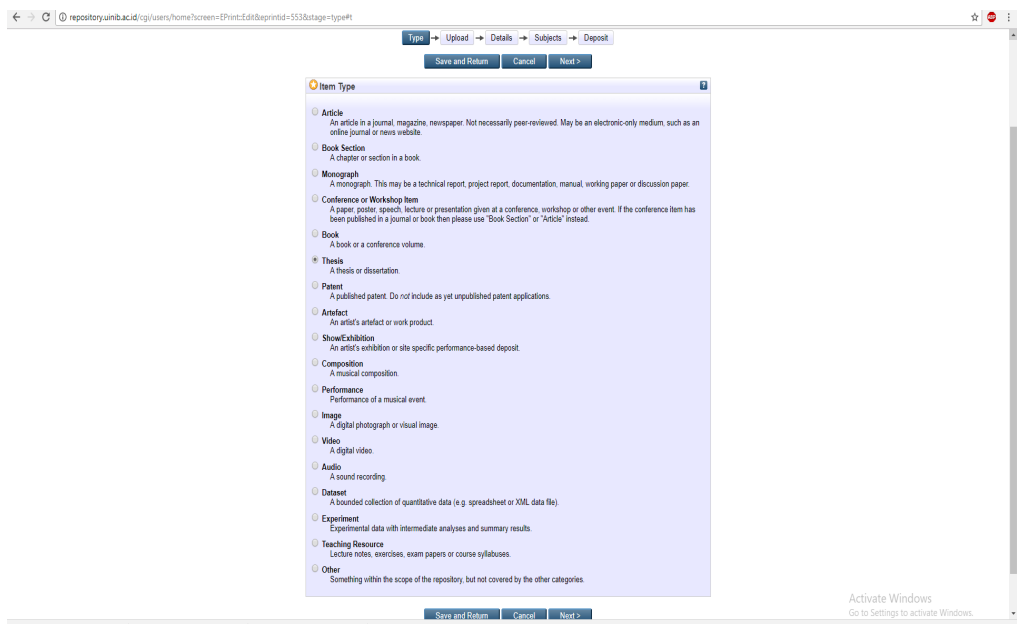 repository.uinib.ac.id/cgi/users/home?screen=EPrint::Edit&eprintid=553&stage=type#t
ABP
Type → Upload → Details → Subjects → Deposit
Save and Return Cancel Next >
Item Type ?
Article
An article in a journal, magazine, newspaper. Not necessarily peer-reviewed. May be an electronic-only medium, such as an
online journal or news website.
Book Section
A chapter or section in a book.
Monograph
A monograph. This may be a technical report, project report, documentation, manual, working paper or discussion paper.
Conference or Workshop Item
A paper, poster, speech, lecture or presentation given at a conference, workshop or other event. If the conference item has
been published in a journal or book then please use "Book Section" or "Article" instead.
Book
A book or a conference volume.
Thesis
A thesis or dissertation.
Patent
A published patent. Do not include as yet unpublished patent applications.
Artefact
An artist's artefact or work product.
Show/Exhibition
An artist's exhibition or site specific performance-based deposit.
Composition
A musical composition.
Performance
Performance of a musical event.
Image
A digital photograph or visual image.
Video
A digital video.
Audio
A sound recording.
Dataset
A bounded collection of quantitative data (e.g. spreadsheet or XML data file).
Experiment
Experimental data with intermediate analyses and summary results.
Teaching Resource
Lecture notes, exercises, exam papers or course syllabuses.
Other
Something within the scope of the repository, but not covered by the other categories.
Save and Return Cancel Next >
Activate Windows
Go to Settings to activate Windows.